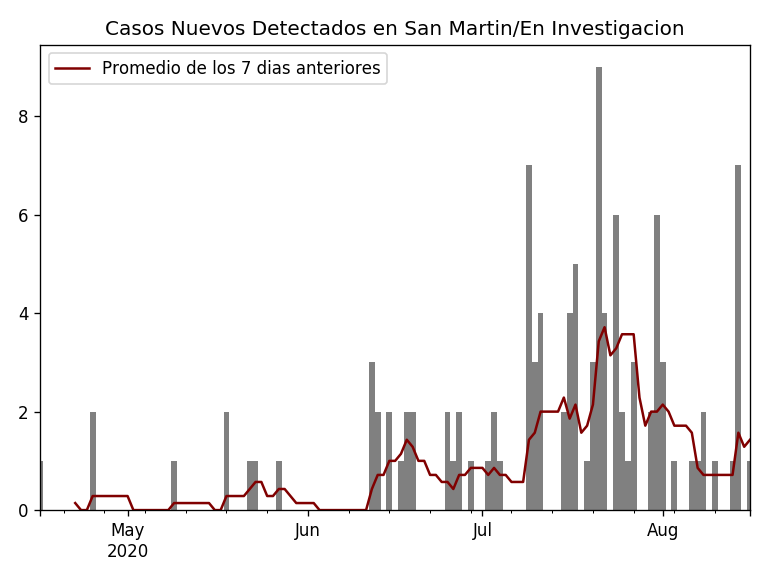 Casos Nuevos Detectados en San Martin/En Investigacion
Promedio de los 7 dias anteriores
8
6
4
2
0
May Jun Jul Aug
2020